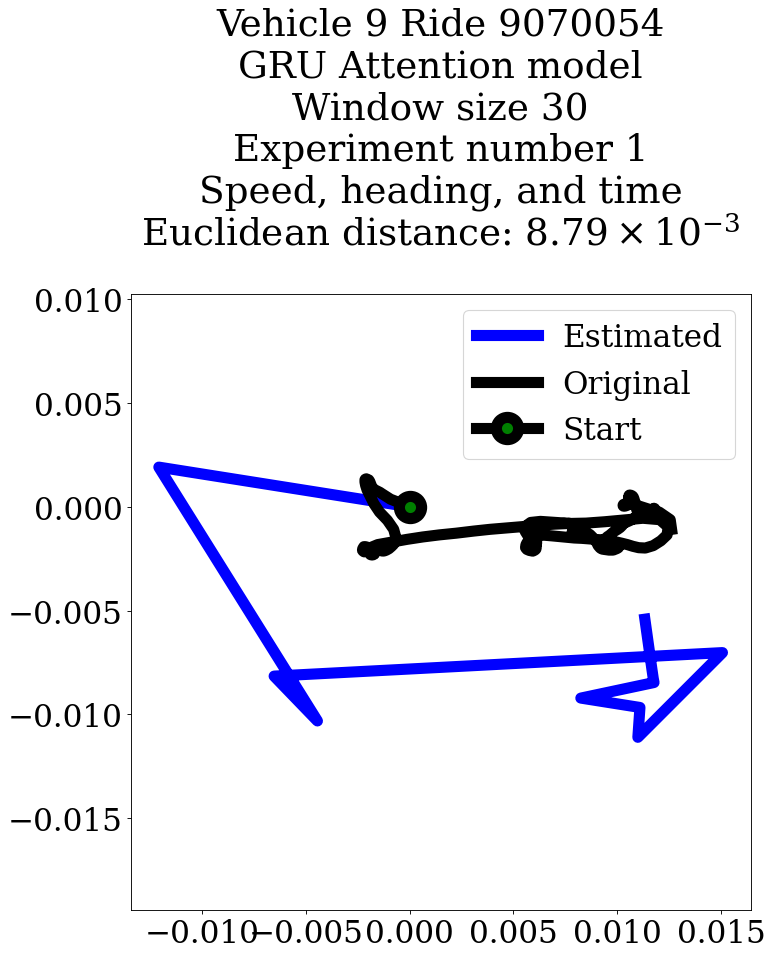 Vehicle 9 Ride 9070054
GRU Attention model
Window size 30
Experiment number 1
Speed, heading, and time
Euclidean distance: 8.79 × 10⁻³
Estimated
Original
Start
0.010
0.005
0.000
−0.005
−0.010
−0.015
−0.010 −0.005 0.000 0.005 0.010 0.015